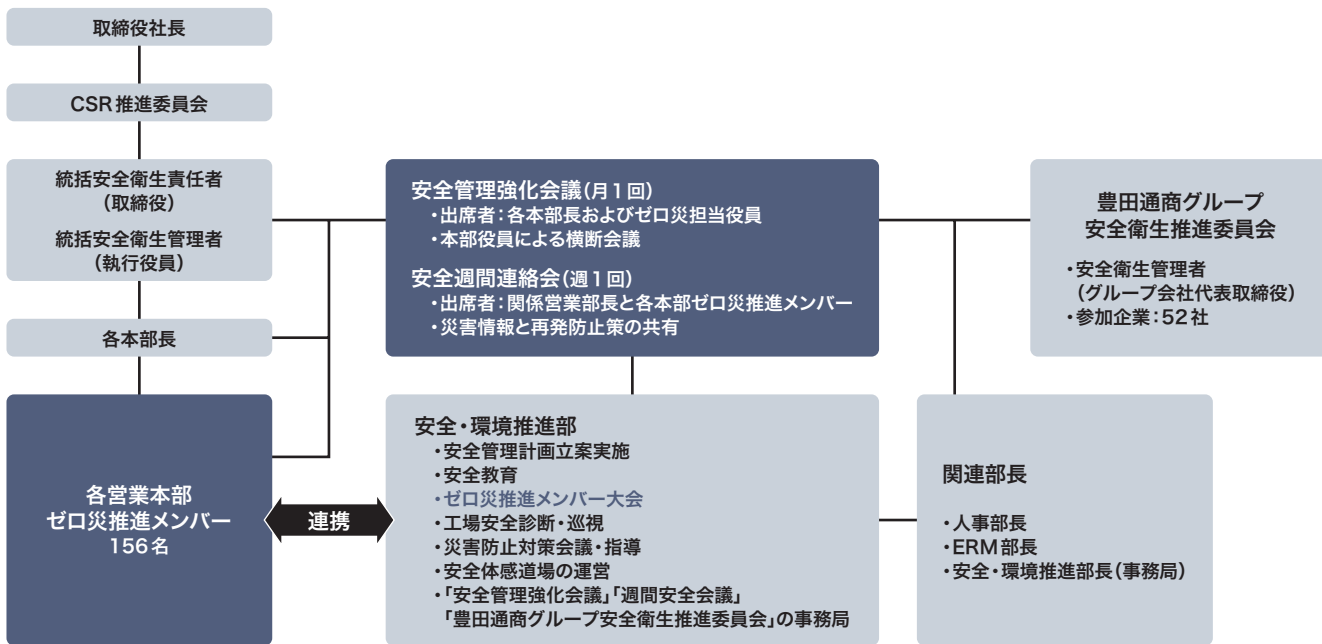 取締役社長
CSR推進委員会
統括安全衛生責任者
(取締役)
統括安全衛生管理者
(執行役員)
各本部長
各営業本部
ゼロ災推進メンバー
156名
連携
安全管理強化会議(月1回)
・出席者:各本部長およびゼロ災担当役員
・本部役員による横断会議
安全週間連絡会(週1回)
・出席者:関係営業部長と各本部ゼロ災推進メンバー
・災害情報と再発防止策の共有
安全・環境推進部
・安全管理計画立案実施
・安全教育
・ゼロ災推進メンバー大会
・工場安全診断・巡視
・災害防止対策会議・指導
・安全体感道場の運営
・「安全管理強化会議」「週間安全会議」
「豊田通商グループ安全衛生推進委員会」の事務局
豊田通商グループ
安全衛生推進委員会
・安全衛生管理者
(グループ会社代表取締役)
・参加企業:52社
関連部長
・人事部長
・ERM部長
・安全・環境推進部長(事務局)